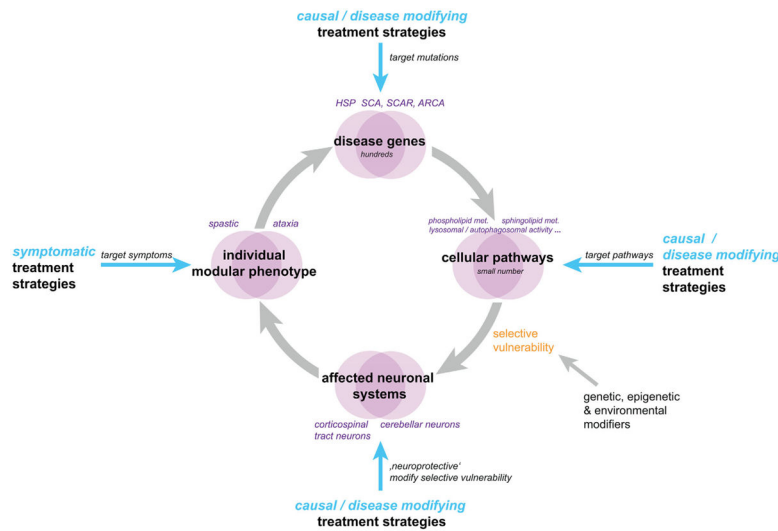 causal / disease modifying
treatment strategies
target mutations
HSP SCA, SCAR, ARCA
disease genes
hundreds
phospholipid met. sphingolipid met.
lysosomal / autophagosomal activity ...
cellular pathways
small number
target pathways
causal /
disease modifying
treatment
strategies
spastic ataxia
individual
modular phenotype
target symptoms
symptomatic
treatment
strategies
selective
vulnerability
genetic, epigenetic
& environmental
modifiers
affected neuronal
systems
corticospinal cerebellar neurons
tract neurons
‚neuroprotective‘
modify selective vulnerability
causal / disease modifying
treatment strategies